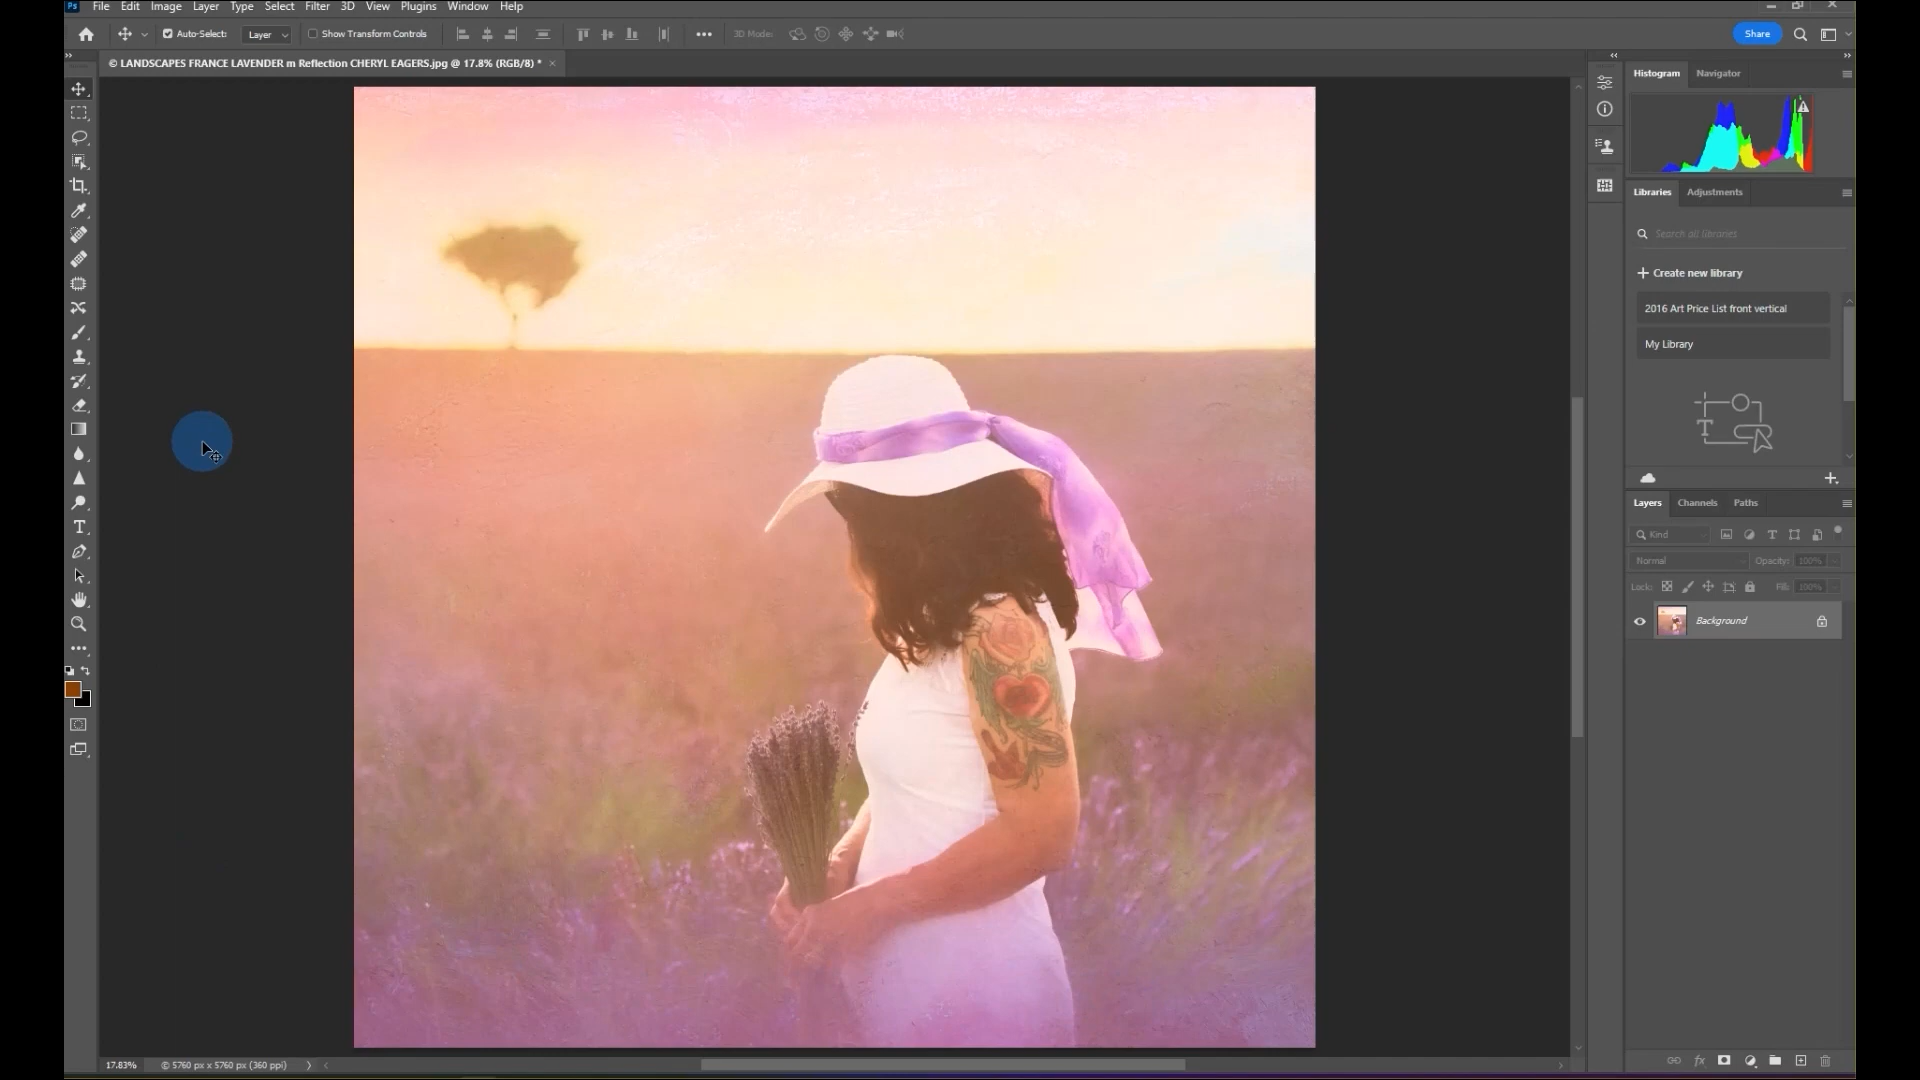 Ps File Edit Image Layer Type Select Filter 3D View Plugins Window Help
Auto-Select: Layer Show Transform Controls 3D Mode: Share
© LANDSCAPES FRANCE LAVENDER m Reflection CHERYL EAGERS.jpg @ 17.8% (RGB/8) *
Histogram Navigator
Libraries Adjustments
Search all libraries
Create new library
2016 Art Price List front vertical
My Library
Layers Channels Paths
Kind
Normal Opacity: 100%
Lock: Fill: 100%
Background
17.83% © 5760 px x 5760 px (360 ppi)